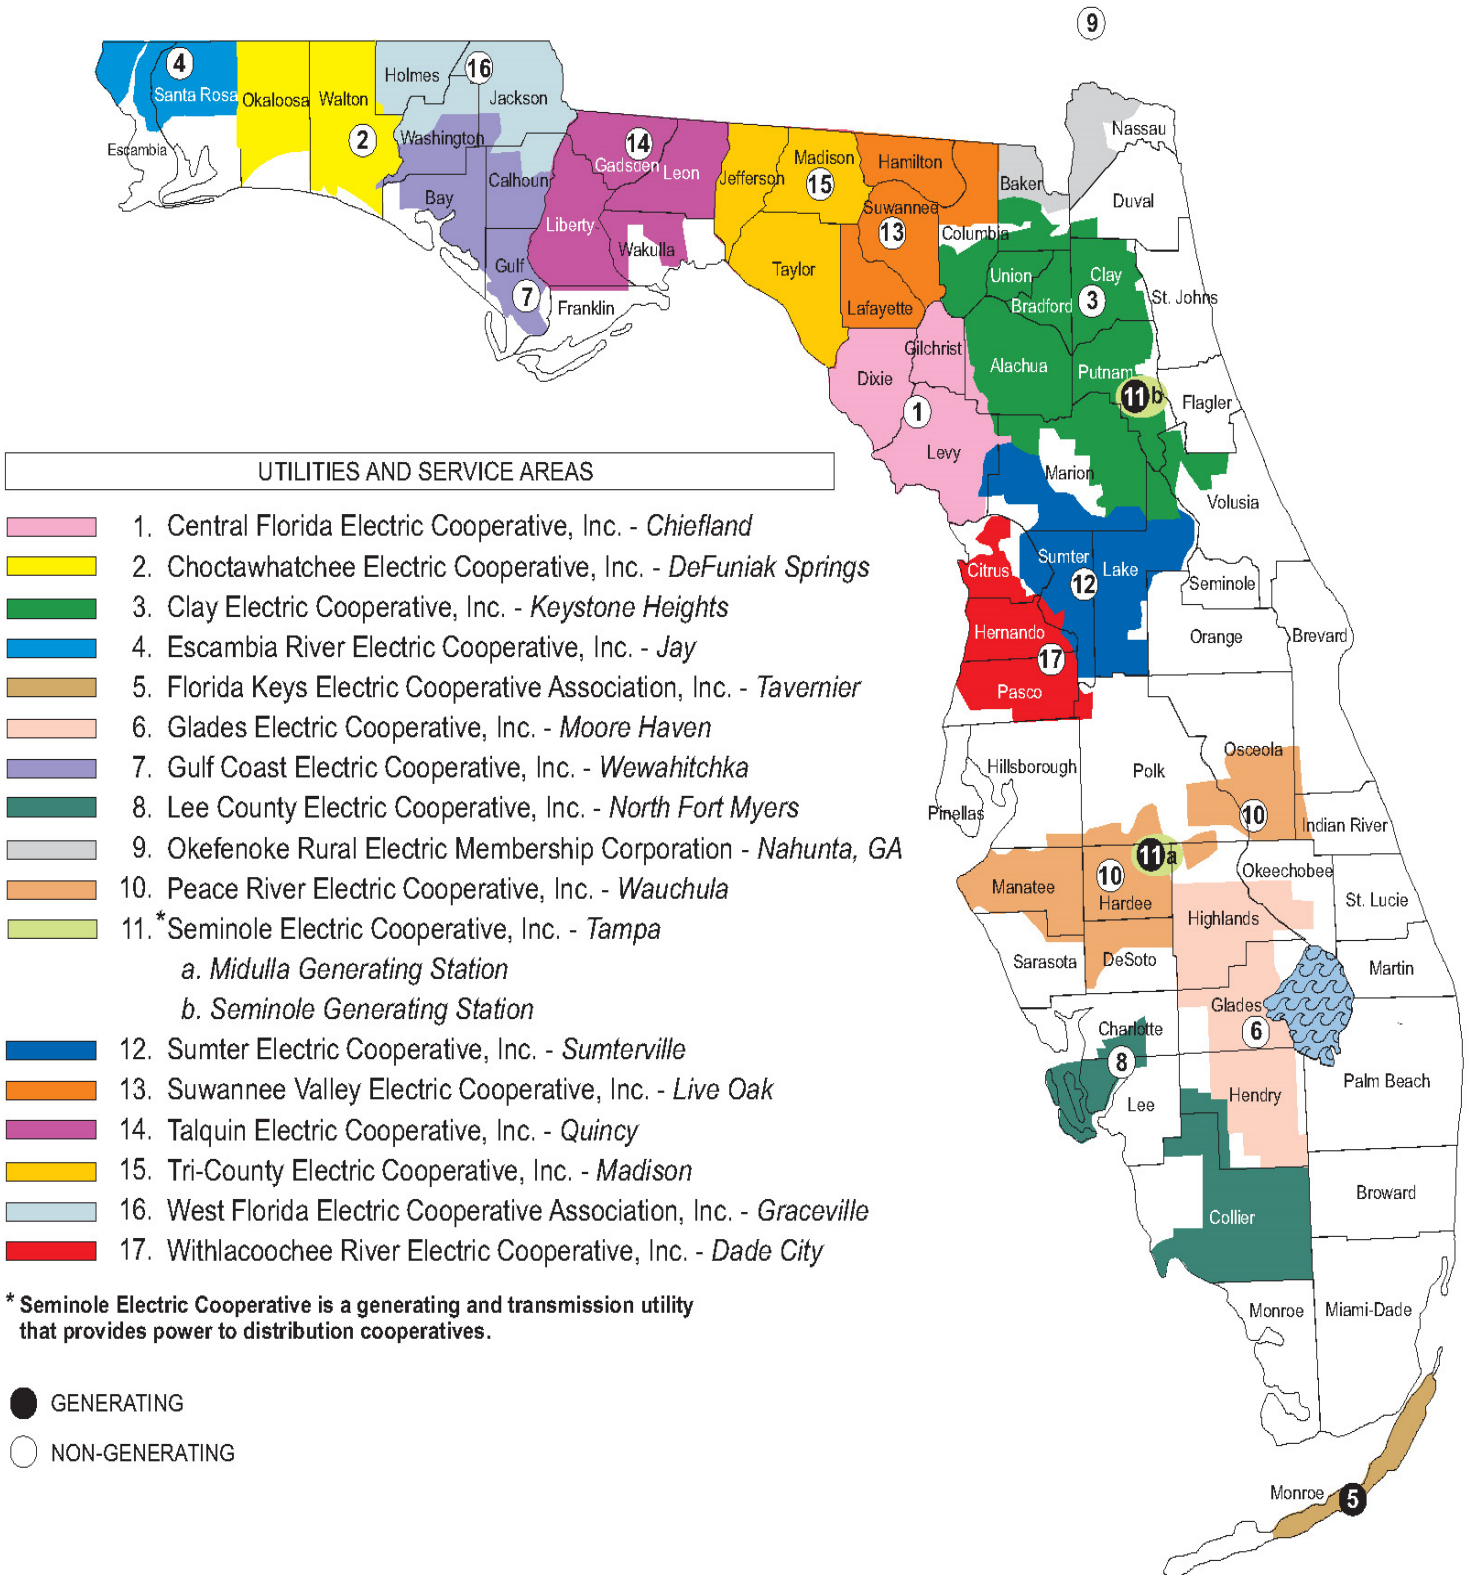 9
4
Santa Rosa
Okaloosa
Walton
2
Escambia
Holmes
16
Jackson
Washington
Bay
Calhoun
Gulf
7
Franklin
14
Gadsden
Leon
Liberty
Wakulla
Jefferson
Madison
15
Taylor
Hamilton
Suwannee
13
Lafayette
Columbia
Baker
Nassau
Duval
Union
Bradford
Clay
3
St. Johns
Gilchrist
Dixie
1
Levy
Alachua
Putnam
11 b
Flagler
Marion
Volusia
Citrus
Sumter
Lake
12
Seminole
Hernando
17
Pasco
Orange
Brevard
Osceola
Hillsborough
Polk
Pinellas
10
Indian River
11 a
Okeechobee
Manatee
10
Hardee
Highlands
St. Lucie
Sarasota
DeSoto
Martin
Glades
6
Charlotte
8
Lee
Hendry
Palm Beach
Collier
Broward
Monroe
Miami-Dade
Monroe
5
UTILITIES AND SERVICE AREAS
1. Central Florida Electric Cooperative, Inc. - Chiefland
2. Choctawhatchee Electric Cooperative, Inc. - DeFuniak Springs
3. Clay Electric Cooperative, Inc. - Keystone Heights
4. Escambia River Electric Cooperative, Inc. - Jay
5. Florida Keys Electric Cooperative Association, Inc. - Tavernier
6. Glades Electric Cooperative, Inc. - Moore Haven
7. Gulf Coast Electric Cooperative, Inc. - Wewahitchka
8. Lee County Electric Cooperative, Inc. - North Fort Myers
9. Okefenoke Rural Electric Membership Corporation - Nahunta, GA
10. Peace River Electric Cooperative, Inc. - Wauchula
11.*Seminole Electric Cooperative, Inc. - Tampa
a. Midulla Generating Station
b. Seminole Generating Station
12. Sumter Electric Cooperative, Inc. - Sumterville
13. Suwannee Valley Electric Cooperative, Inc. - Live Oak
14. Talquin Electric Cooperative, Inc. - Quincy
15. Tri-County Electric Cooperative, Inc. - Madison
16. West Florida Electric Cooperative Association, Inc. - Graceville
17. Withlacoochee River Electric Cooperative, Inc. - Dade City
* Seminole Electric Cooperative is a generating and transmission utility
that provides power to distribution cooperatives.
GENERATING
NON-GENERATING